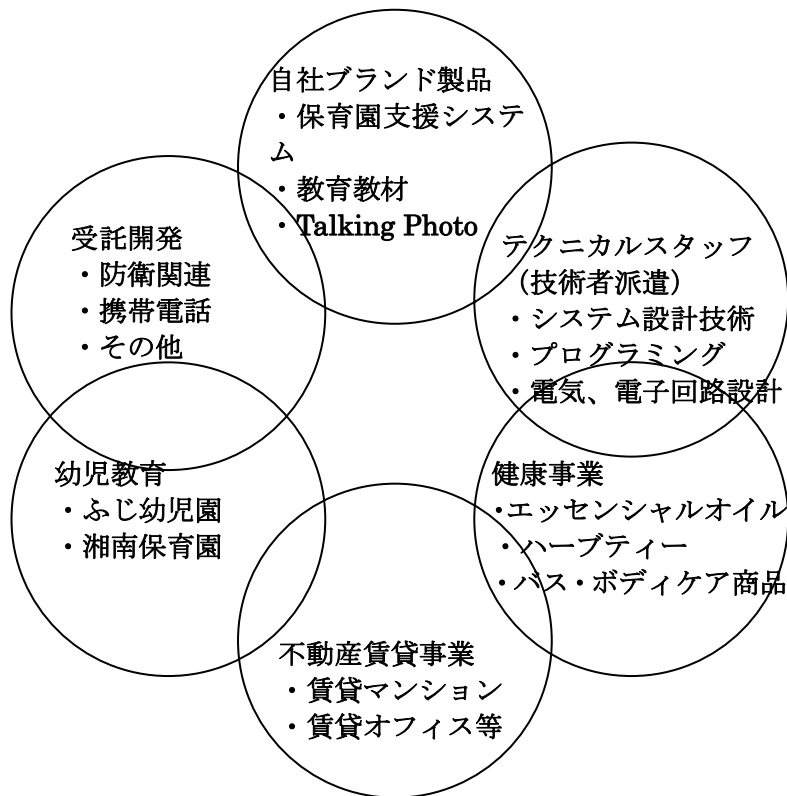 自社ブランド製品
・保育園支援システ
ム
・教育教材
・Talking Photo
受託開発
・防衛関連
・携帯電話
・その他
テクニカルスタッフ
（技術者派遣）
・システム設計技術
・プログラミング
・電気、電子回路設計
幼児教育
・ふじ幼児園
・湘南保育園
健康事業
・エッセンシャルオイル
・ハーブティー
・バス・ボディケア商品
不動産賃貸事業
・賃貸マンション
・賃貸オフィス等